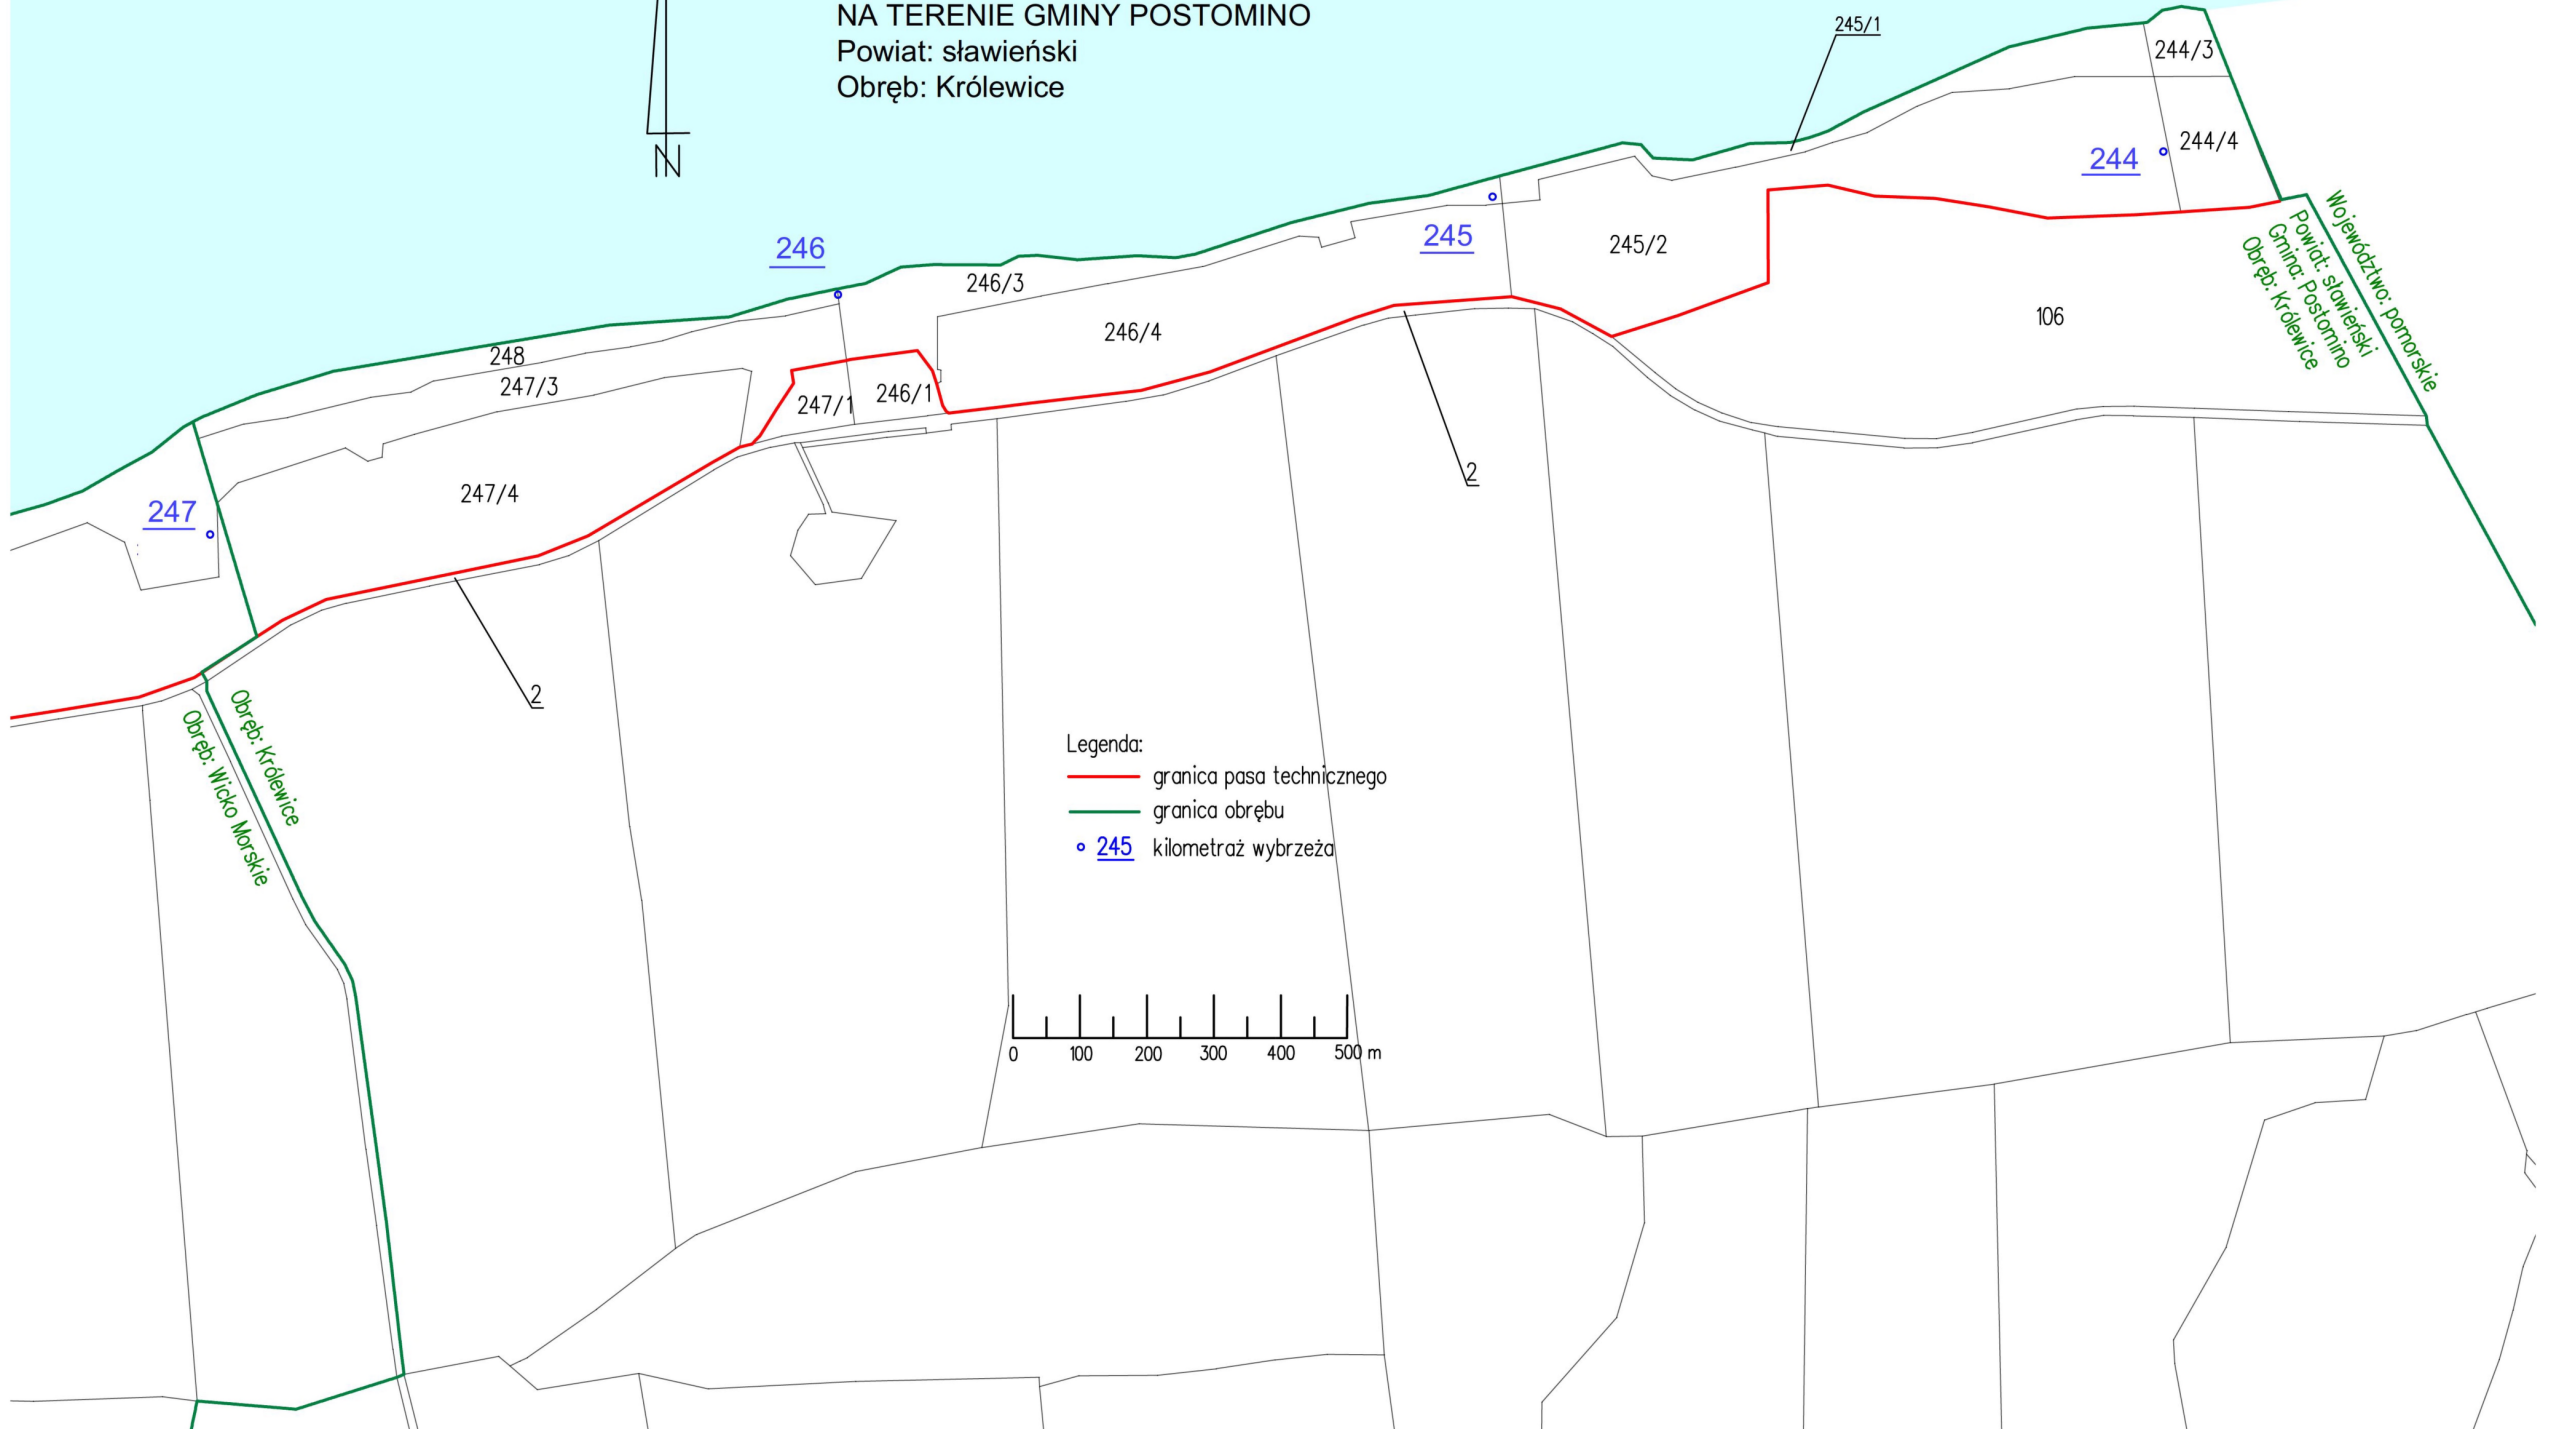 NA TERENIE GMINY POSTOMINO
Powiat: sławieński
Obręb: Królewice
N
245/1
244/3
244/4
244
245
245/2
246
246/3
246/4
106
248
247/3
247/1
246/1
247/4
247
2
2
Województwo: pomorskie
Powiat: sławieński
Gmina: Postomino
Obręb: Królewice
Obręb: Królewice
Obręb: Wicko Morskie
Legenda:
granica pasa technicznego
granica obrębu
245 kilometraż wybrzeża
0 100 200 300 400 500 m